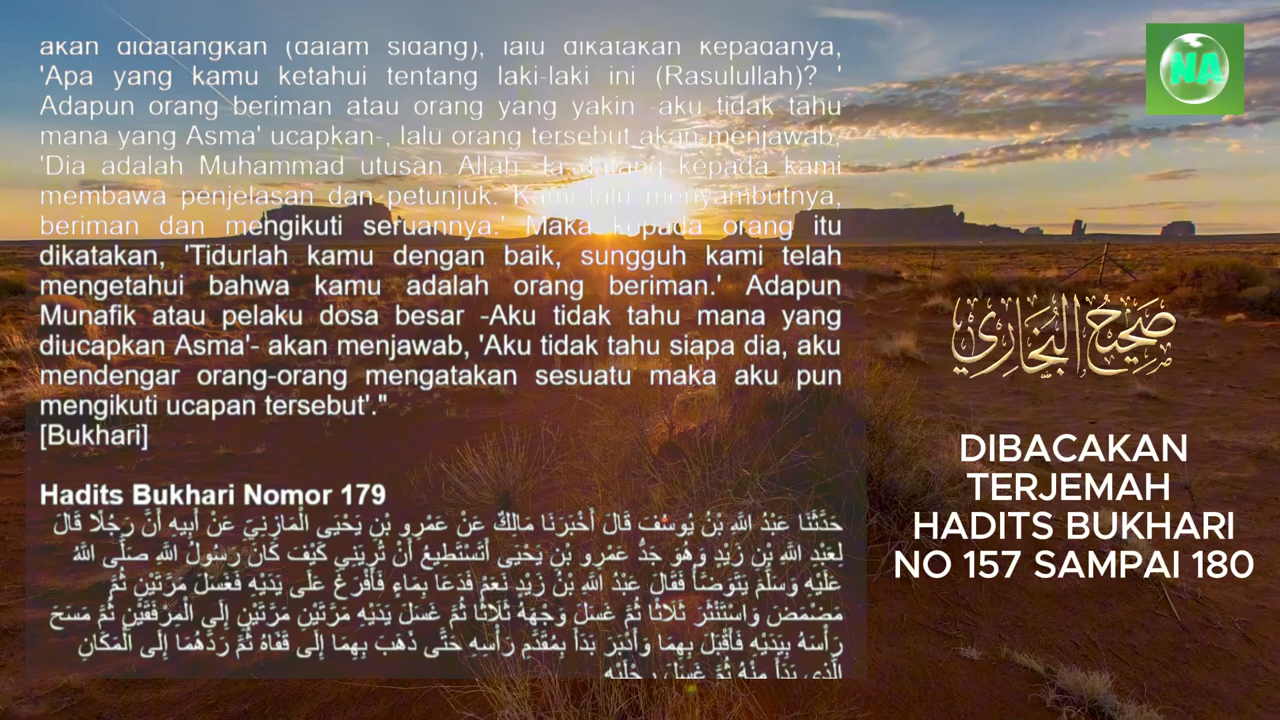 akan didatangkan (dalam sidang), lalu dikatakan kepadanya,
'Apa yang kamu ketahui tentang laki-laki ini (Rasulullah)? '
Adapun orang beriman atau orang yang yakin -aku tidak tahu
mana yang Asma' ucapkan-, lalu orang tersebut akan menjawab,
'Dia adalah Muhammad utusan Allah -Ia datang kepada kami
membawa penjelasan dan petunjuk. Kami lalu menyambutnya,
beriman dan mengikuti seruannya.' Maka kepada orang itu
dikatakan, 'Tidurlah kamu dengan baik, sungguh kami telah
mengetahui bahwa kamu adalah orang beriman.' Adapun
Munafik atau pelaku dosa besar -Aku tidak tahu mana yang
diucapkan Asma'- akan menjawab, 'Aku tidak tahu siapa dia, aku
mendengar orang-orang mengatakan sesuatu maka aku pun
mengikuti ucapan tersebut'."
[Bukhari]
Hadits Bukhari Nomor 179
حَدَّثَنَا عَبْدُ اللَّهِ بْنُ يُوسُفَ قَالَ أَخْبَرَنَا مَالِكٌ عَنْ عَمْرِو بْنِ يَحْيَى الْمَازِنِيِّ عَنْ أَبِيهِ أَنَّ رَجُلًا قَالَ
لِعَبْدِ اللَّهِ بْنِ زَيْدٍ وَهُوَ جَدُّ عَمْرِو بْنِ يَحْيَى أَتَسْتَطِيعُ أَنْ تُرِيَنِي كَيْفَ كَانَ رَسُولُ اللَّهِ صَلَّى اللَّهُ
عَلَيْهِ وَسَلَّمَ يَتَوَضَّأُ فَقَالَ عَبْدُ اللَّهِ بْنُ زَيْدٍ نَعَمْ فَدَعَا بِمَاءٍ فَأَفْرَغَ عَلَى يَدَيْهِ فَغَسَلَ مَرَّتَيْنِ ثُمَّ
مَضْمَضَ وَاسْتَنْثَرَ ثَلَاثًا ثُمَّ غَسَلَ وَجْهَهُ ثَلَاثًا ثُمَّ غَسَلَ يَدَيْهِ مَرَّتَيْنِ مَرَّتَيْنِ إِلَى الْمِرْفَقَيْنِ ثُمَّ مَسَحَ
رَأْسَهُ بِيَدَيْهِ فَأَقْبَلَ بِهِمَا وَأَدْبَرَ بَدَأَ بِمُقَدَّمِ رَأْسِهِ حَتَّى ذَهَبَ بِهِمَا إِلَى قَفَاهُ ثُمَّ رَدَّهُمَا إِلَى الْمَكَانِ
الَّذِي بَدَأَ مِنْهُ ثُمَّ غَسَلَ رِجْلَيْهِ
NA
صَحِيحُ البُخَارِي
DIBACAKAN
TERJEMAH
HADITS BUKHARI
NO 157 SAMPAI 180